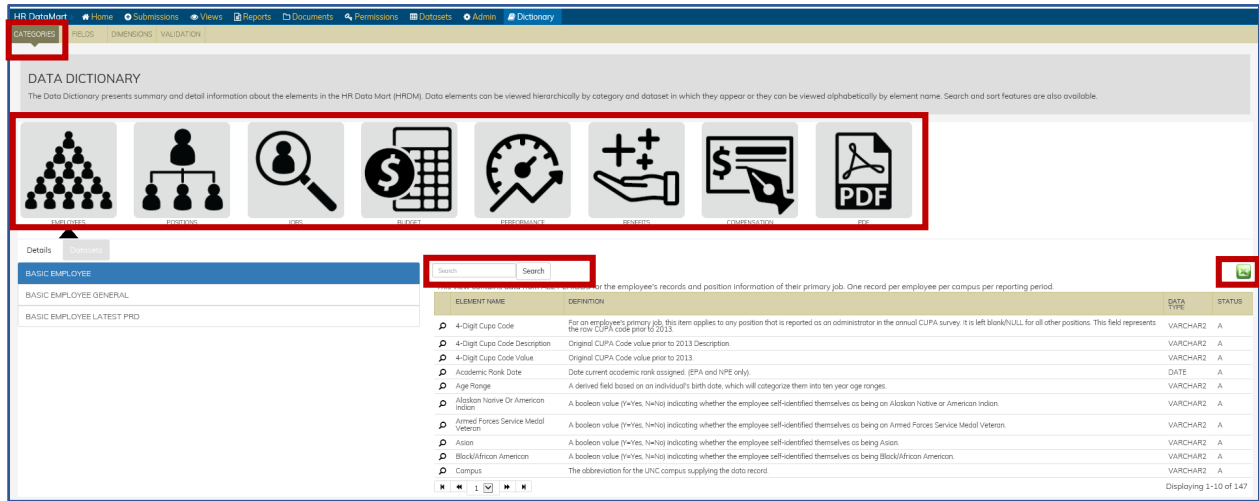 HR DataMart Home Submissions Views Reports Documents Permissions Datasets Admin Dictionary
CATEGORIES FIELDS DIMENSIONS VALIDATION
DATA DICTIONARY
The Data Dictionary presents summary and detail information about the elements in the HR Data Mart (HRDM). Data elements can be viewed hierarchically by category and dataset in which they appear or they can be viewed alphabetically by element name. Search and sort features are also available.
$ $ PDF
EMPLOYEES POSITIONS JOBS BUDGET PERFORMANCE BENEFITS COMPENSATION PDF
Details Datasets
Search Search
BASIC EMPLOYEE
BASIC EMPLOYEE GENERAL
BASIC EMPLOYEE LATEST PRD
This view contains data from for the employee's records and position information of their primary job. One record per employee per campus per reporting period.
ELEMENT NAME DEFINITION DATA TYPE STATUS
4-Digit Cupa Code For an employee's primary job, this item applies to any position that is reported as an administrator in the annual CUPA survey. It is left blank/NULL for all other positions. This field represents VARCHAR2 A
the raw CUPA code prior to 2013.
4-Digit Cupa Code Description Original CUPA Code value prior to 2013 Description. VARCHAR2 A
4-Digit Cupa Code Value Original CUPA Code value prior to 2013. VARCHAR2 A
Academic Rank Date Date current academic rank assigned. (EPA and NPE only). DATE A
Age Range A derived field based on an individual's birth date, which will categorize them into ten year age ranges. VARCHAR2 A
Alaskan Native Or American
Indian A boolean value (Y=Yes, N=No) indicating whether the employee self-identified themselves as being an Alaskan Native or American Indian. VARCHAR2 A
Armed Forces Service Medal
Veteran A boolean value (Y=Yes, N=No) indicating whether the employee self-identified themselves as being an Armed Forces Service Medal Veteran. VARCHAR2 A
Asian A boolean value (Y=Yes, N=No) indicating whether the employee self-identified themselves as being Asian. VARCHAR2 A
Black/African American A boolean value (Y=Yes, N=No) indicating whether the employee self-identified themselves as being Black/African American. VARCHAR2 A
Campus The abbreviation for the UNC campus supplying the data record. VARCHAR2 A
1 Displaying 1-10 of 147